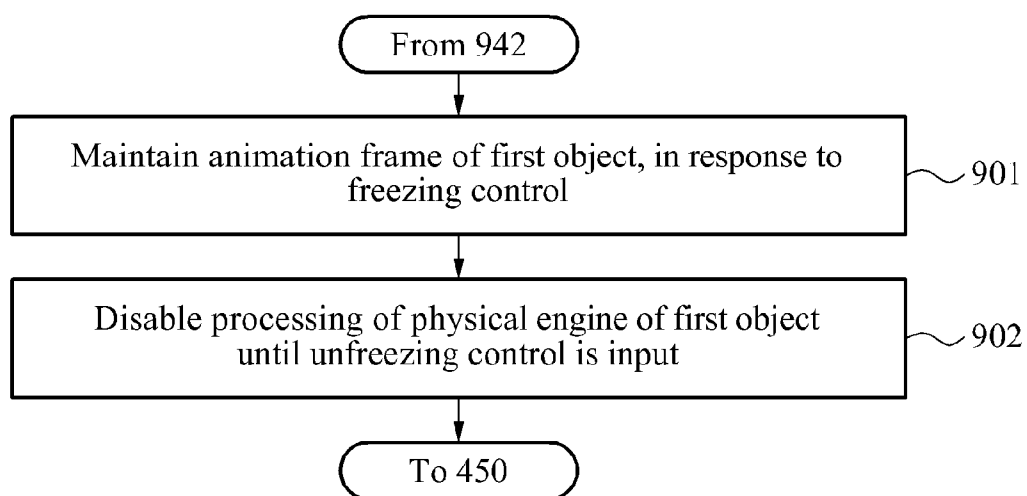 From 942
Maintain animation frame of first object, in response to
freezing control
901
Disable processing of physical engine of first object
until unfreezing control is input
902
To 450